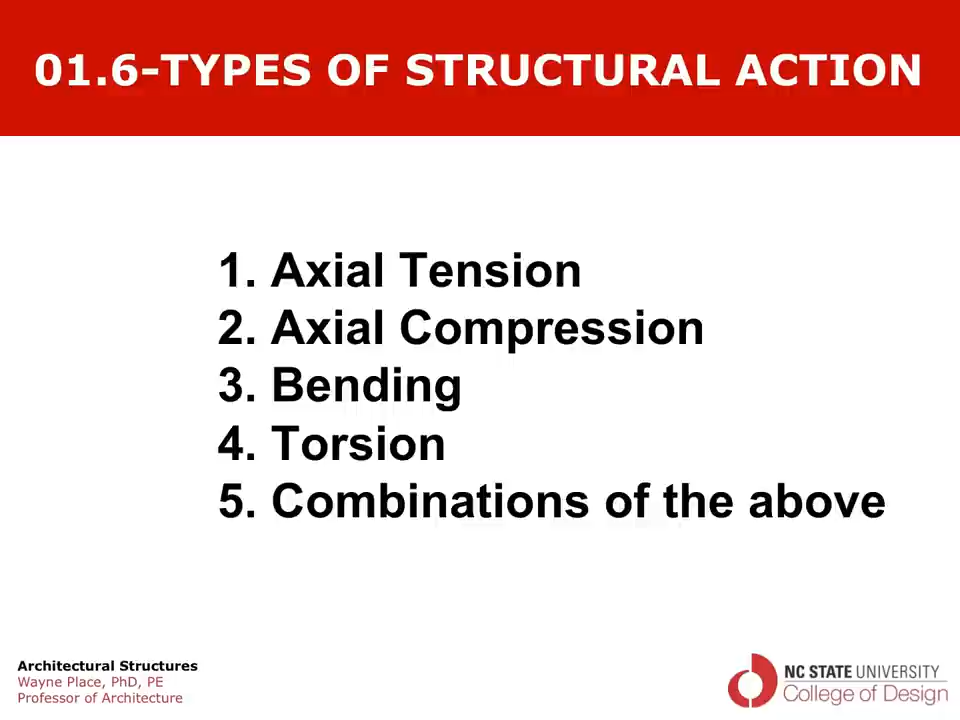 01.6-TYPES OF STRUCTURAL ACTION
1. Axial Tension
2. Axial Compression
3. Bending
4. Torsion
5. Combinations of the above
Architectural Structures
Wayne Place, PhD, PE
Professor of Architecture
NC STATE UNIVERSITY
College of Design